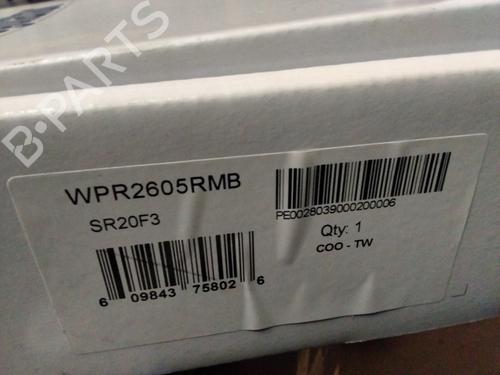 B-PARTS
WPR2605RMB
SR20F3
6 09843 75802 6
PE0028039000200006
Qty: 1
COO - TW